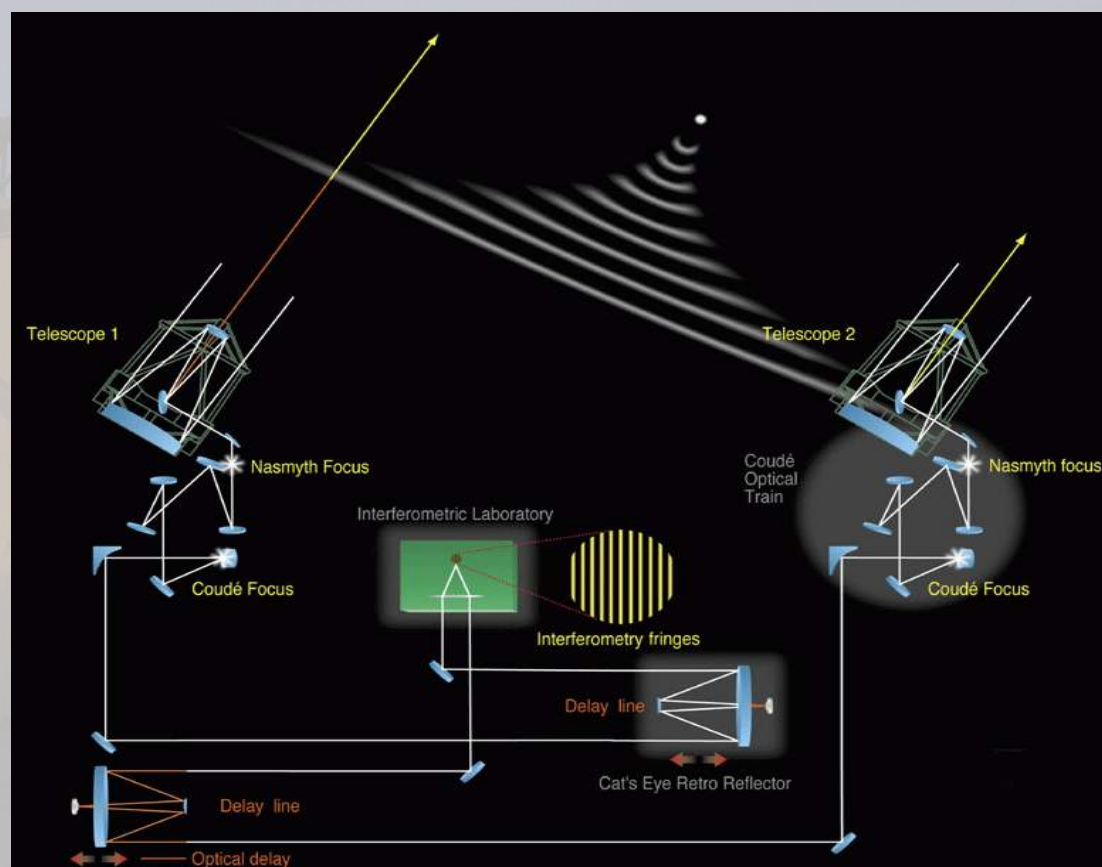 Telescope 1
Telescope 2
Nasmyth Focus
Coudé
Optical
Train
Nasmyth focus
Interferometric Laboratory
Coudé Focus
Coudé Focus
Interferometry fringes
Delay line
Cat's Eye Retro Reflector
Delay line
Optical delay